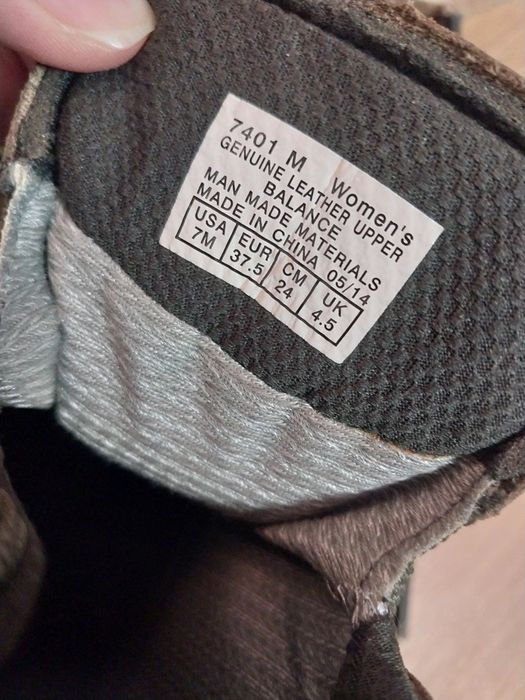 7401 M Women's
GENUINE LEATHER UPPER
BALANCE
MAN MADE MATERIALS
MADE IN CHINA 05/14
USA EUR CM UK
7M 37.5 24 4.5